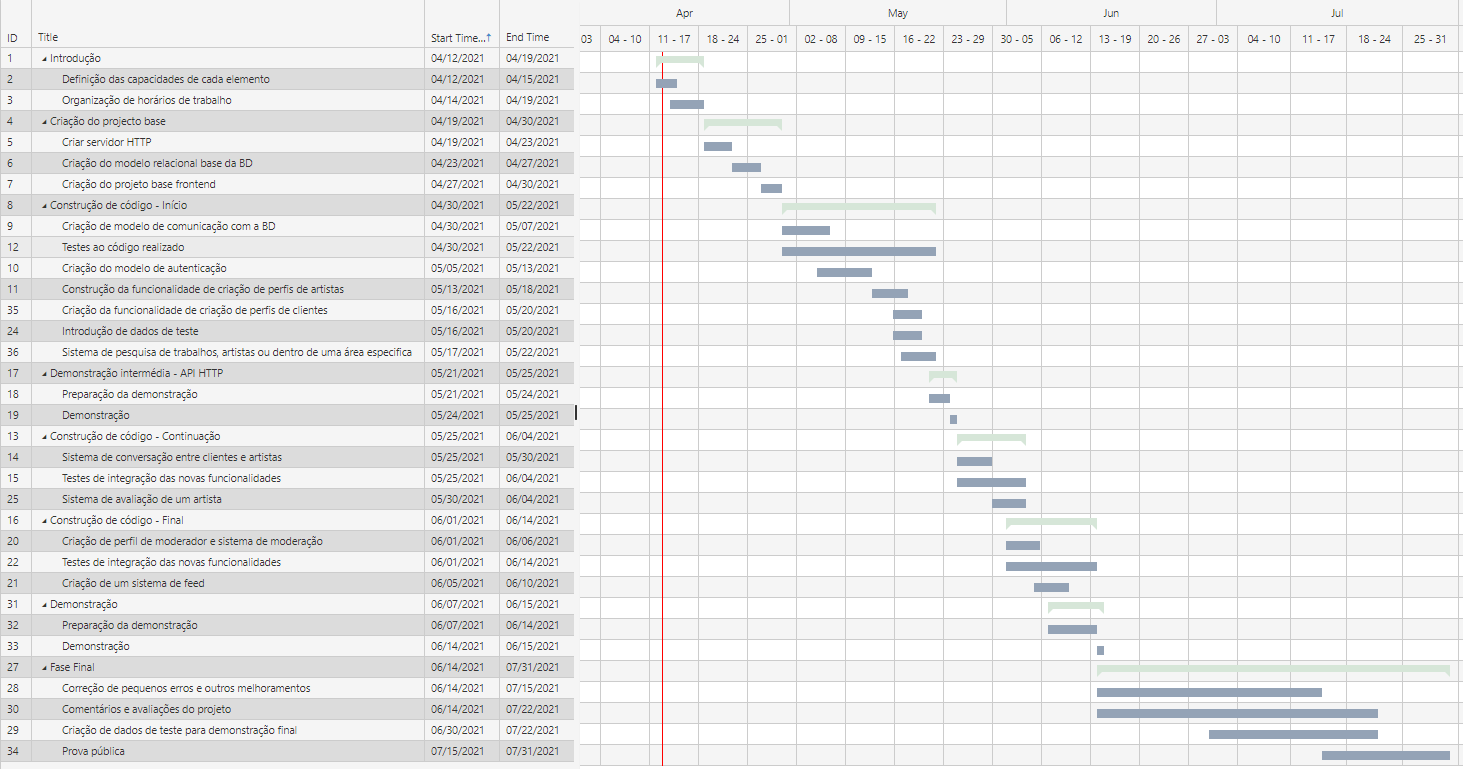 Apr May Jun Jul
ID Title Start Time... End Time 03 04 - 10 11 - 17 18 - 24 25 - 01 02 - 08 09 - 15 16 - 22 23 - 29 30 - 05 06 - 12 13 - 19 20 - 26 27 - 03 04 - 10 11 - 17 18 - 24 25 - 31
1 Introdução 04/12/2021 04/19/2021
2 Definição das capacidades de cada elemento 04/12/2021 04/15/2021
3 Organização de horários de trabalho 04/14/2021 04/19/2021
4 Criação do projecto base 04/19/2021 04/30/2021
5 Criar servidor HTTP 04/19/2021 04/23/2021
6 Criação do modelo relacional base da BD 04/23/2021 04/27/2021
7 Criação do projeto base frontend 04/27/2021 04/30/2021
8 Construção de código - Início 04/30/2021 05/22/2021
9 Criação de modelo de comunicação com a BD 04/30/2021 05/07/2021
12 Testes ao código realizado 04/30/2021 05/22/2021
10 Criação do modelo de autenticação 05/05/2021 05/13/2021
11 Construção da funcionalidade de criação de perfis de artistas 05/13/2021 05/18/2021
35 Criação da funcionalidade de criação de perfis de clientes 05/16/2021 05/20/2021
24 Introdução de dados de teste 05/16/2021 05/20/2021
36 Sistema de pesquisa de trabalhos, artistas ou dentro de uma área especifica 05/17/2021 05/22/2021
17 Demonstração intermédia - API HTTP 05/21/2021 05/25/2021
18 Preparação da demonstração 05/21/2021 05/24/2021
19 Demonstração 05/24/2021 05/25/2021
13 Construção de código - Continuação 05/25/2021 06/04/2021
14 Sistema de conversação entre clientes e artistas 05/25/2021 05/30/2021
15 Testes de integração das novas funcionalidades 05/25/2021 06/04/2021
25 Sistema de avaliação de um artista 05/30/2021 06/04/2021
16 Construção de código - Final 06/01/2021 06/14/2021
20 Criação de perfil de moderador e sistema de moderação 06/01/2021 06/06/2021
22 Testes de integração das novas funcionalidades 06/01/2021 06/14/2021
21 Criação de um sistema de feed 06/05/2021 06/10/2021
31 Demonstração 06/07/2021 06/15/2021
32 Preparação da demonstração 06/07/2021 06/14/2021
33 Demonstração 06/14/2021 06/15/2021
27 Fase Final 06/14/2021 07/31/2021
28 Correção de pequenos erros e outros melhoramentos 06/14/2021 07/15/2021
30 Comentários e avaliações do projeto 06/14/2021 07/22/2021
29 Criação de dados de teste para demonstração final 06/30/2021 07/22/2021
34 Prova pública 07/15/2021 07/31/2021